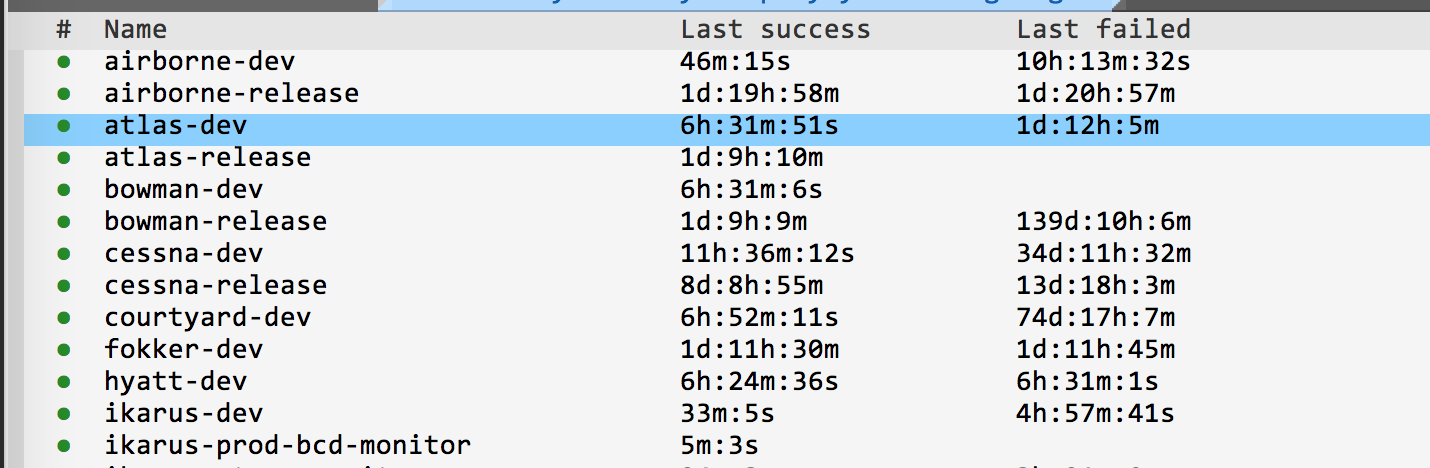 # Name Last success Last failed
airborne-dev 46m:15s 10h:13m:32s
airborne-release 1d:19h:58m 1d:20h:57m
atlas-dev 6h:31m:51s 1d:12h:5m
atlas-release 1d:9h:10m
bowman-dev 6h:31m:6s
bowman-release 1d:9h:9m 139d:10h:6m
cessna-dev 11h:36m:12s 34d:11h:32m
cessna-release 8d:8h:55m 13d:18h:3m
courtyard-dev 6h:52m:11s 74d:17h:7m
fokker-dev 1d:11h:30m 1d:11h:45m
hyatt-dev 6h:24m:36s 6h:31m:1s
ikarus-dev 33m:5s 4h:57m:41s
ikarus-prod-bcd-monitor 5m:3s